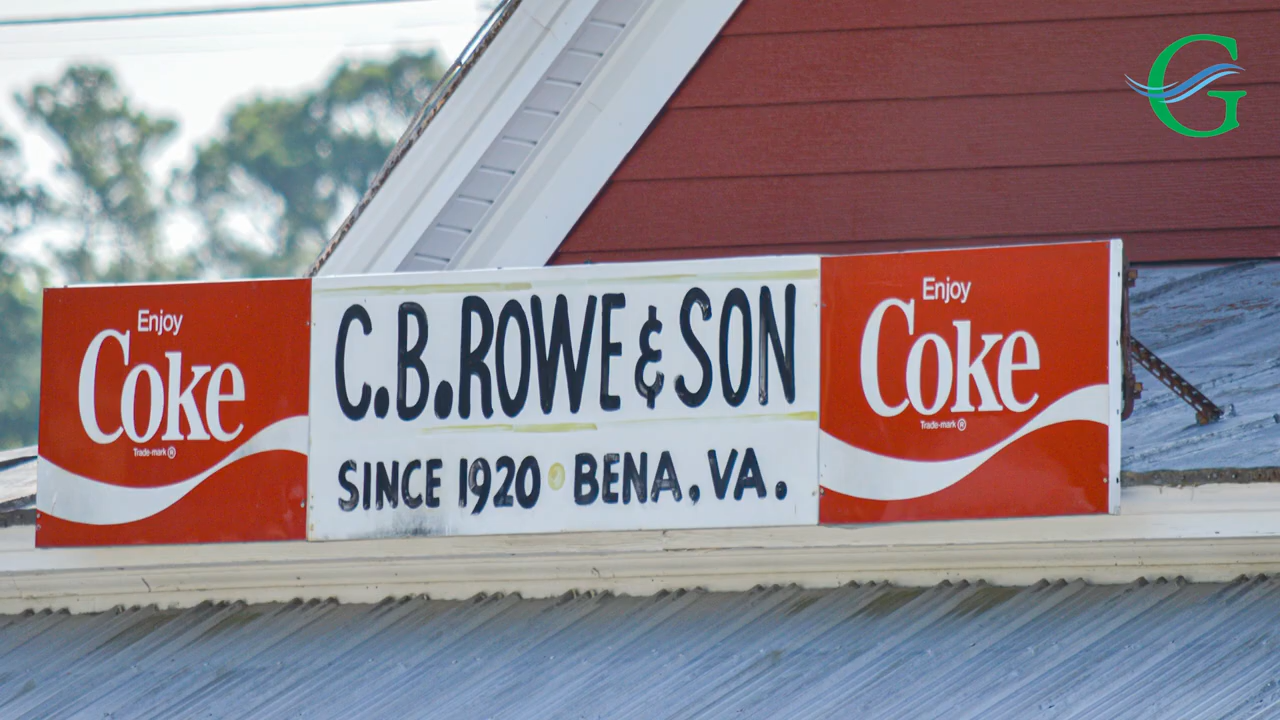 Enjoy
Coke
Trade-mark ®
C.B. ROWE & SON
SINCE 1920 • BENA, VA.
Enjoy
Coke
Trade-mark ®
G